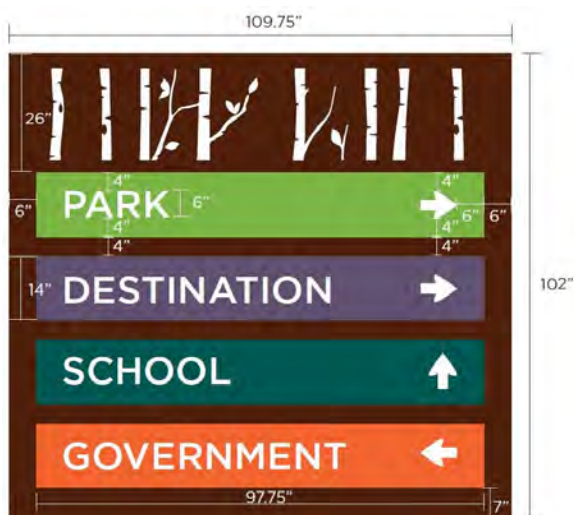 109.75"
26"
4" 4"
6" PARK 6" 6" 6"
4" 4"
4" 4"
14" DESTINATION
102"
SCHOOL
GOVERNMENT
97.75"
7"